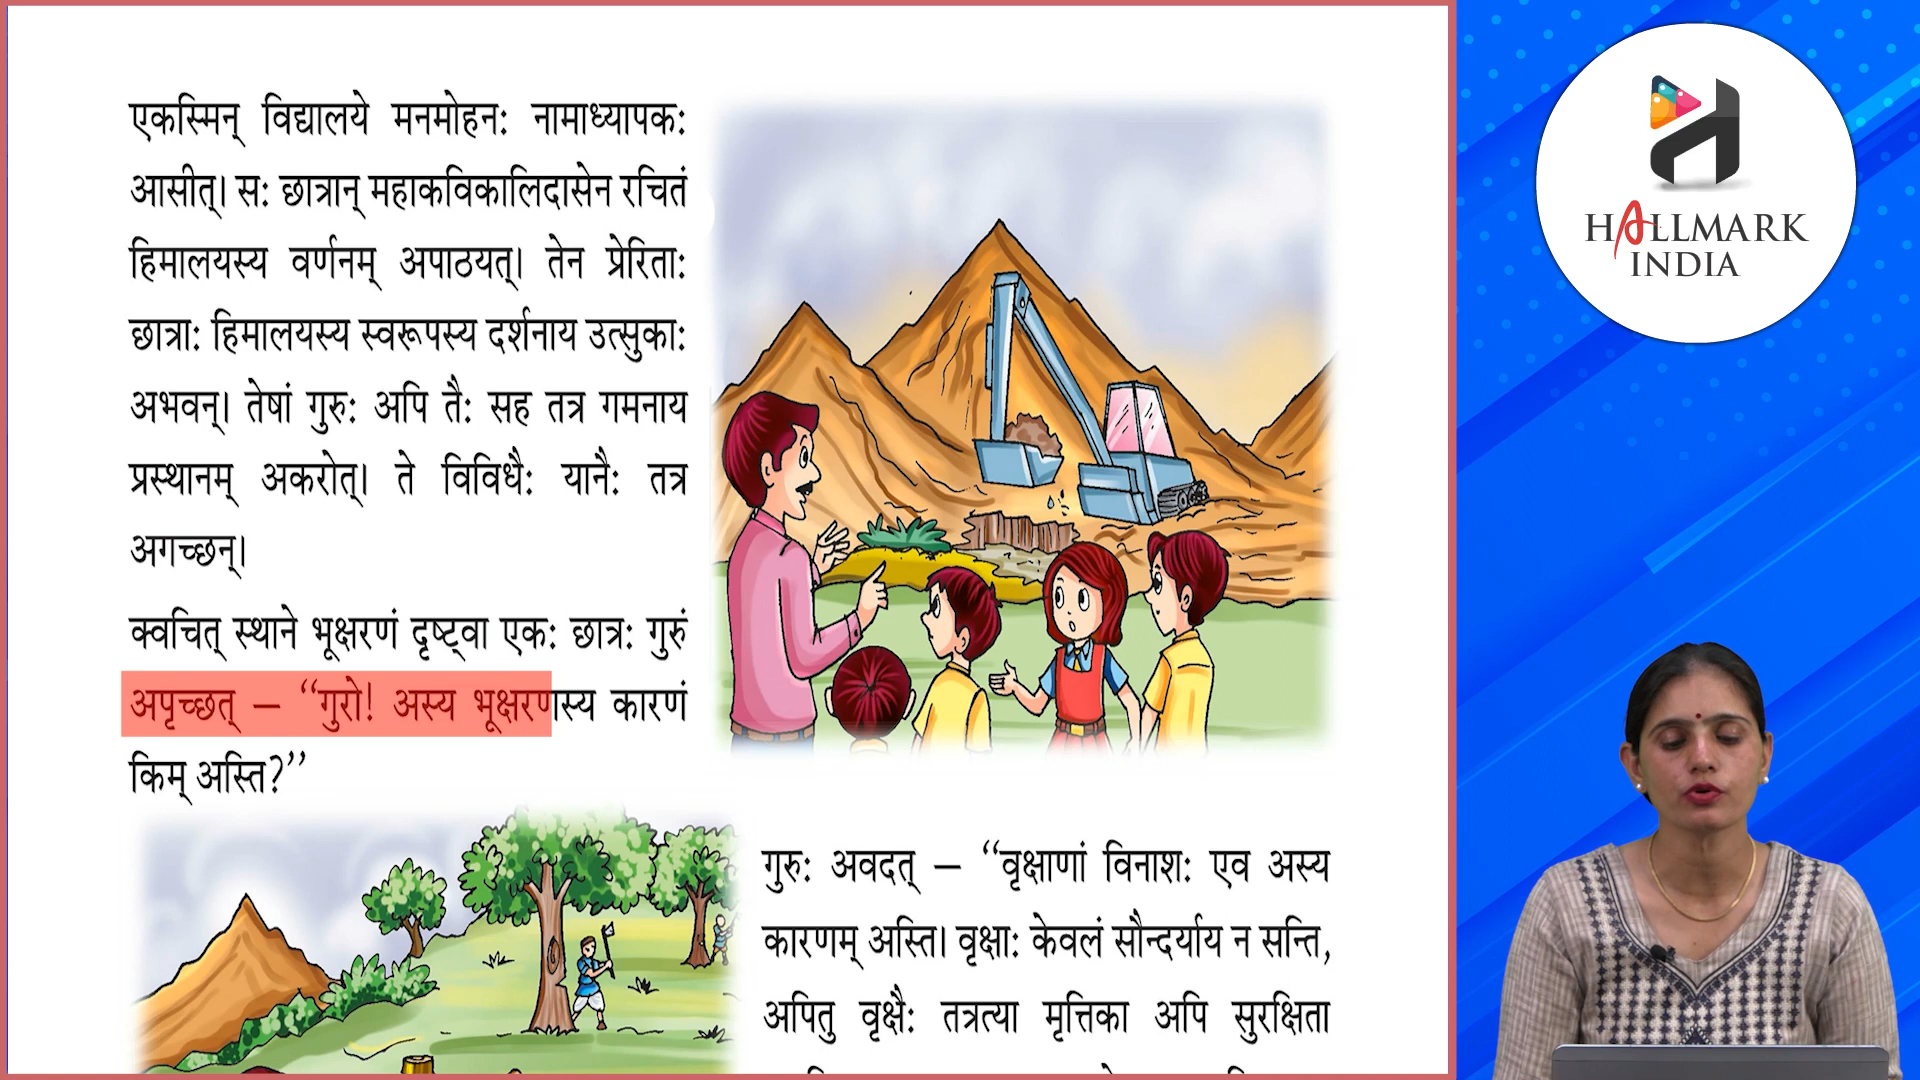 एकस्मिन् विद्यालये मनमोहन: नामाध्यापक:
आसीत्। स: छात्रान् महाकविकालिदासेन रचितं
हिमालयस्य वर्णनम् अपाठयत्। तेन प्रेरिता:
छात्रा: हिमालयस्य स्वरूपस्य दर्शनाय उत्सुका:
अभवन्। तेषां गुरु: अपि तै: सह तत्र गमनाय
प्रस्थानम् अकरोत्। ते विविधै: यानै: तत्र
अगच्छन्।
क्वचित् स्थाने भूक्षरणं दृष्ट्वा एक: छात्र: गुरुं
अपृच्छत् – ‘‘गुरो! अस्य भूक्षरणस्य कारणं
किम् अस्ति?’’
गुरु: अवदत् – ‘‘वृक्षाणां विनाश: एव अस्य
कारणम् अस्ति। वृक्षा: केवलं सौन्दर्याय न सन्ति,
अपितु वृक्षै: तत्रत्या मृत्तिका अपि सुरक्षिता
HALLMARK
INDIA